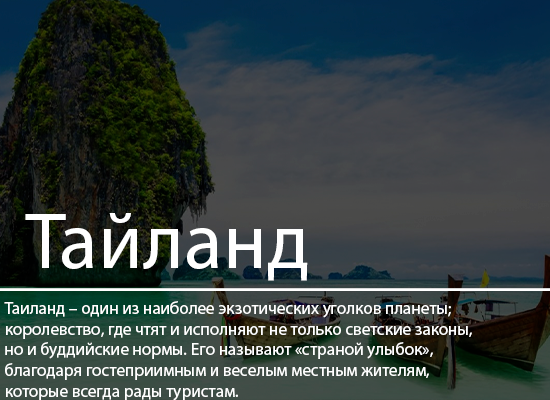 Тайланд
Таиланд – один из наиболее экзотических уголков планеты;
королевство, где чтят и исполняют не только светские законы,
но и буддийские нормы. Его называют «страной улыбок»,
благодаря гостеприимным и веселым местным жителям,
которые всегда рады туристам.